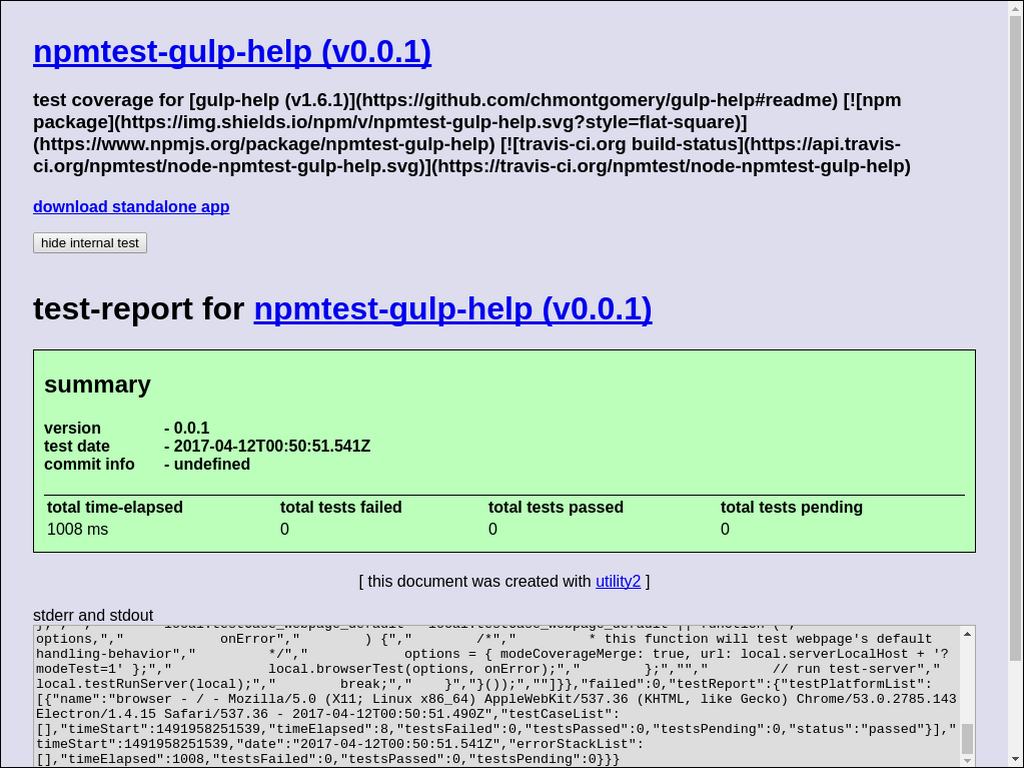 npmtest-gulp-help (v0.0.1)
test coverage for [gulp-help (v1.6.1)](https://github.com/chmontgomery/gulp-help#readme) [![npm
package](https://img.shields.io/npm/v/npmtest-gulp-help.svg?style=flat-square)]
(https://www.npmjs.org/package/npmtest-gulp-help) [![travis-ci.org build-status](https://api.travis-
ci.org/npmtest/node-npmtest-gulp-help.svg)](https://travis-ci.org/npmtest/node-npmtest-gulp-help)
download standalone app
hide internal test
test-report for npmtest-gulp-help (v0.0.1)
summary
version - 0.0.1
test date - 2017-04-12T00:50:51.541Z
commit info - undefined
total time-elapsed total tests failed total tests passed total tests pending
1008 ms 0 0 0
[ this document was created with utility2 ]
stderr and stdout
options,"," onError"," ) {"," /*"," * this function will test webpage's default
handling-behavior"," */"," options = { modeCoverageMerge: true, url: local.serverLocalHost + '?
modeTest=1' };"," local.browserTest(options, onError);"," };",""," // run test-server","
local.testRunServer(local);"," break;"," }","}());",""]}},"failed":0,"testReport":{"testPlatformList":
[{"name":"browser - / - Mozilla/5.0 (X11; Linux x86_64) AppleWebKit/537.36 (KHTML, like Gecko) Chrome/53.0.2785.143
Electron/1.4.15 Safari/537.36 - 2017-04-12T00:50:51.490Z","testCaseList":
[],"timeStart":1491958251539,"timeElapsed":8,"testsFailed":0,"testsPassed":0,"testsPending":0,"status":"passed"}],"
timeStart":1491958251539,"date":"2017-04-12T00:50:51.541Z","errorStackList":
[],"timeElapsed":1008,"testsFailed":0,"testsPassed":0,"testsPending":0}}}